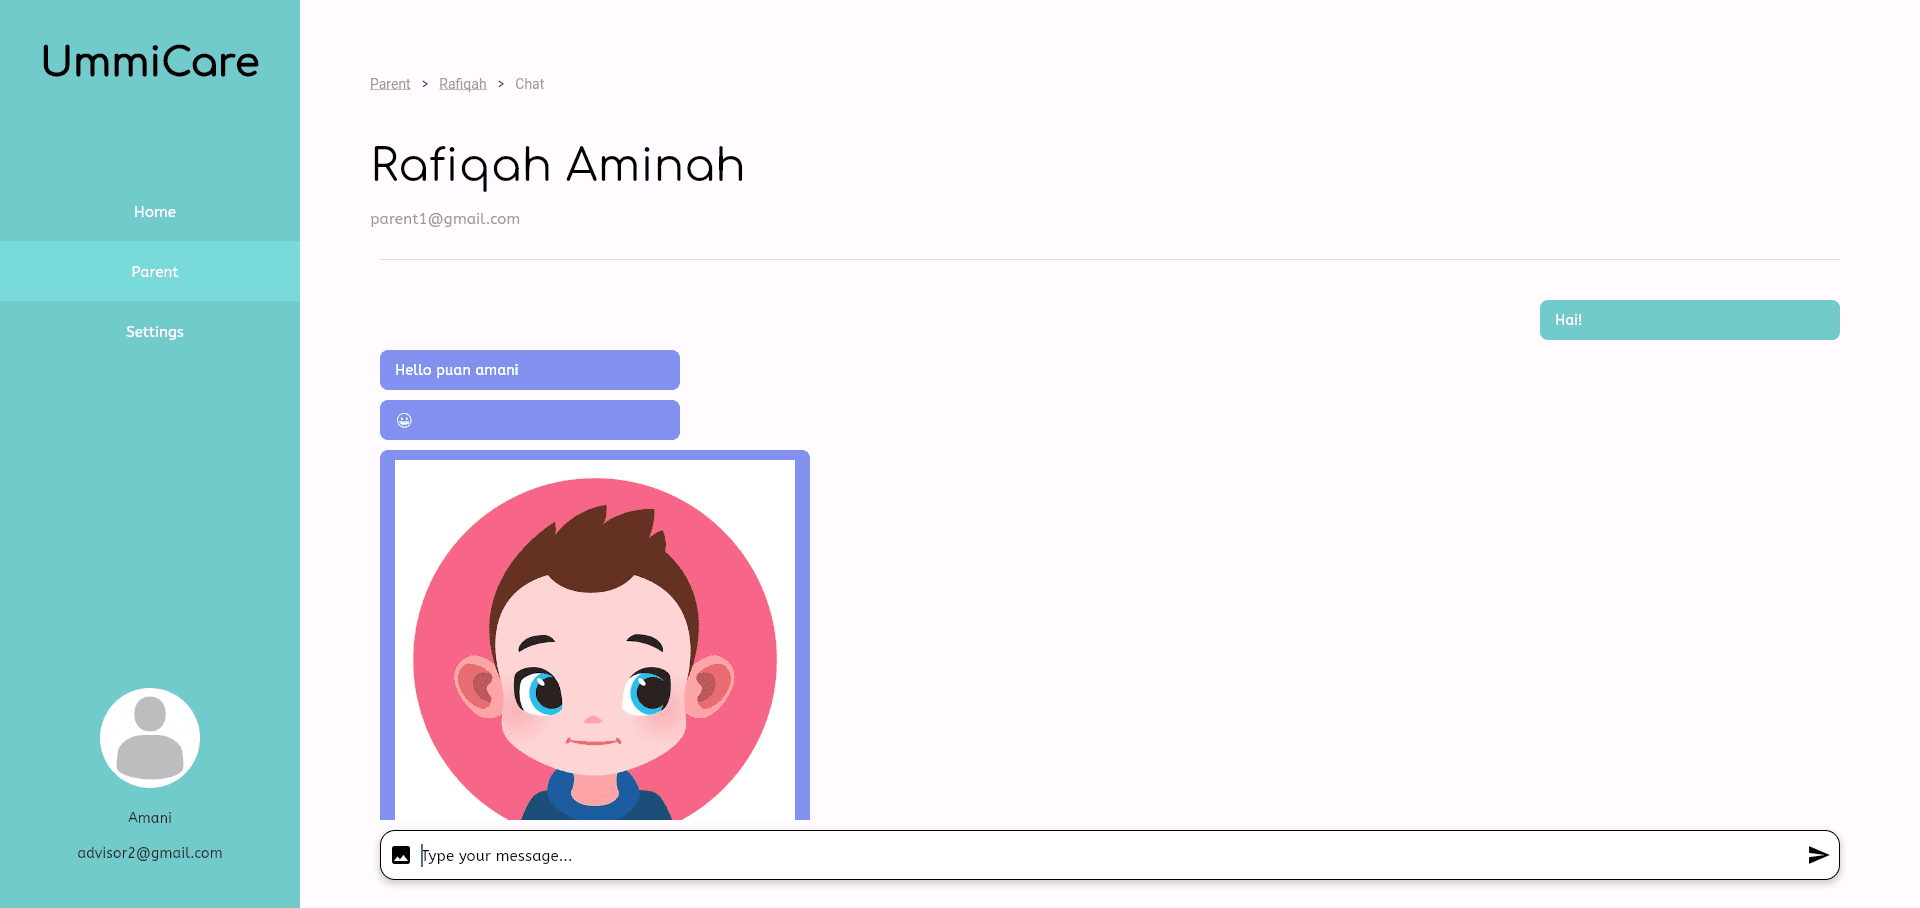 UmmiCare
Home
Parent
Settings
Amani
advisor2@gmail.com
Parent > Rafiqah > Chat
Rafiqah Aminah
parent1@gmail.com
Hai!
Hello puan amani
😀
Type your message...